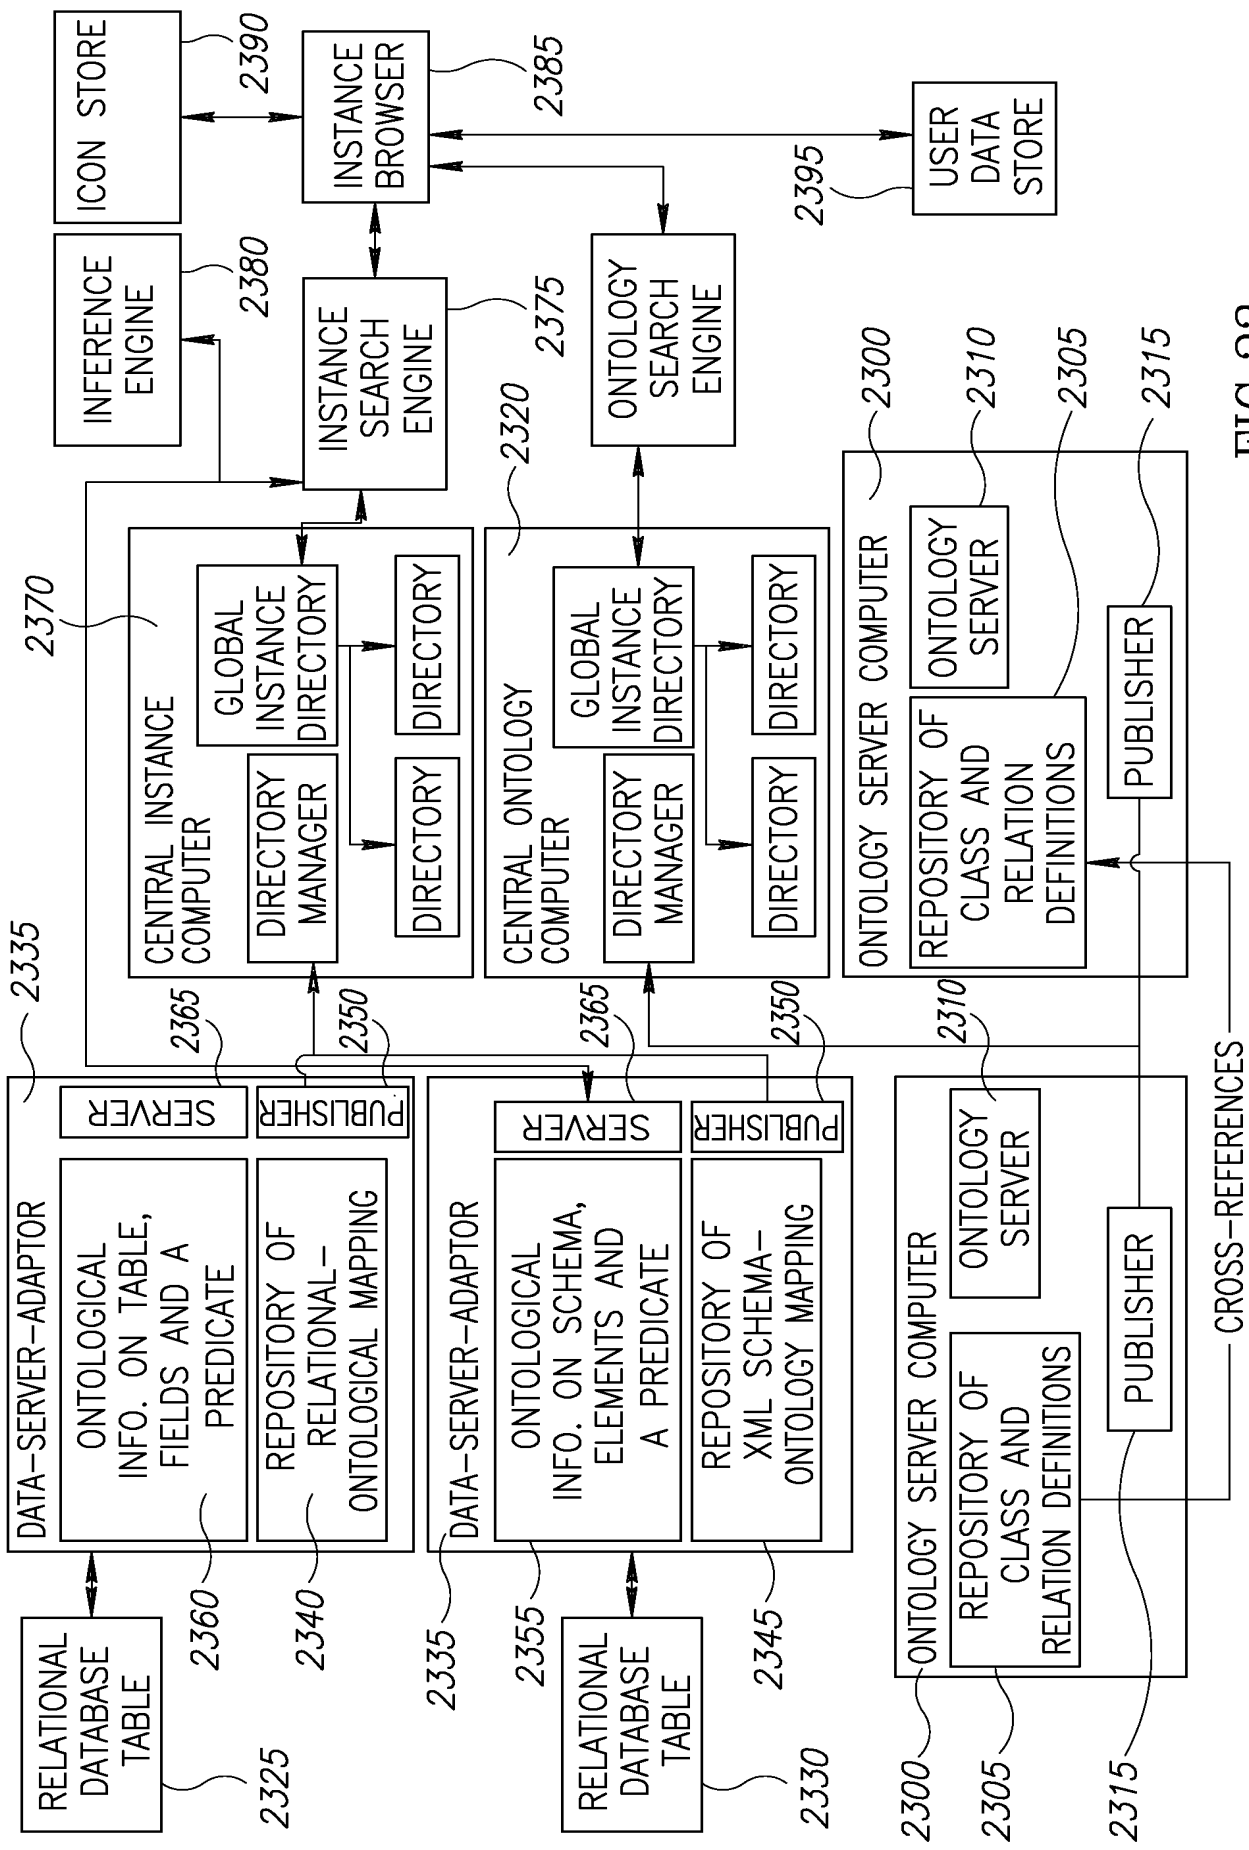 RELATIONAL
DATABASE
TABLE
2325
DATA-SERVER-ADAPTOR
2335
ONTOLOGICAL
INFO. ON TABLE,
FIELDS AND A
PREDICATE
2360
SERVER
2365
REPOSITORY OF
RELATIONAL-
ONTOLOGICAL MAPPING
2340
PUBLISHER
2350
RELATIONAL
DATABASE
TABLE
2330
2335
DATA-SERVER-ADAPTOR
ONTOLOGICAL
INFO. ON SCHEMA,
ELEMENTS AND
A PREDICATE
2355
SERVER
2365
REPOSITORY OF
XML SCHEMA-
ONTOLOGY MAPPING
2345
PUBLISHER
2350
2370
CENTRAL INSTANCE
COMPUTER
DIRECTORY
MANAGER
GLOBAL
INSTANCE
DIRECTORY
DIRECTORY
DIRECTORY
CENTRAL ONTOLOGY
COMPUTER
2320
DIRECTORY
MANAGER
GLOBAL
INSTANCE
DIRECTORY
DIRECTORY
DIRECTORY
INFERENCE
ENGINE
2380
ICON STORE
2390
INSTANCE
SEARCH
ENGINE
2375
INSTANCE
BROWSER
2385
ONTOLOGY
SEARCH
ENGINE
2395
USER
DATA
STORE
2300
ONTOLOGY SERVER COMPUTER
REPOSITORY OF
CLASS AND
RELATION DEFINITIONS
2305
ONTOLOGY
SERVER
2310
PUBLISHER
2315
ONTOLOGY SERVER COMPUTER
2300
REPOSITORY OF
CLASS AND
RELATION
DEFINITIONS
2305
ONTOLOGY
SERVER
2310
PUBLISHER
2315
CROSS-REFERENCES